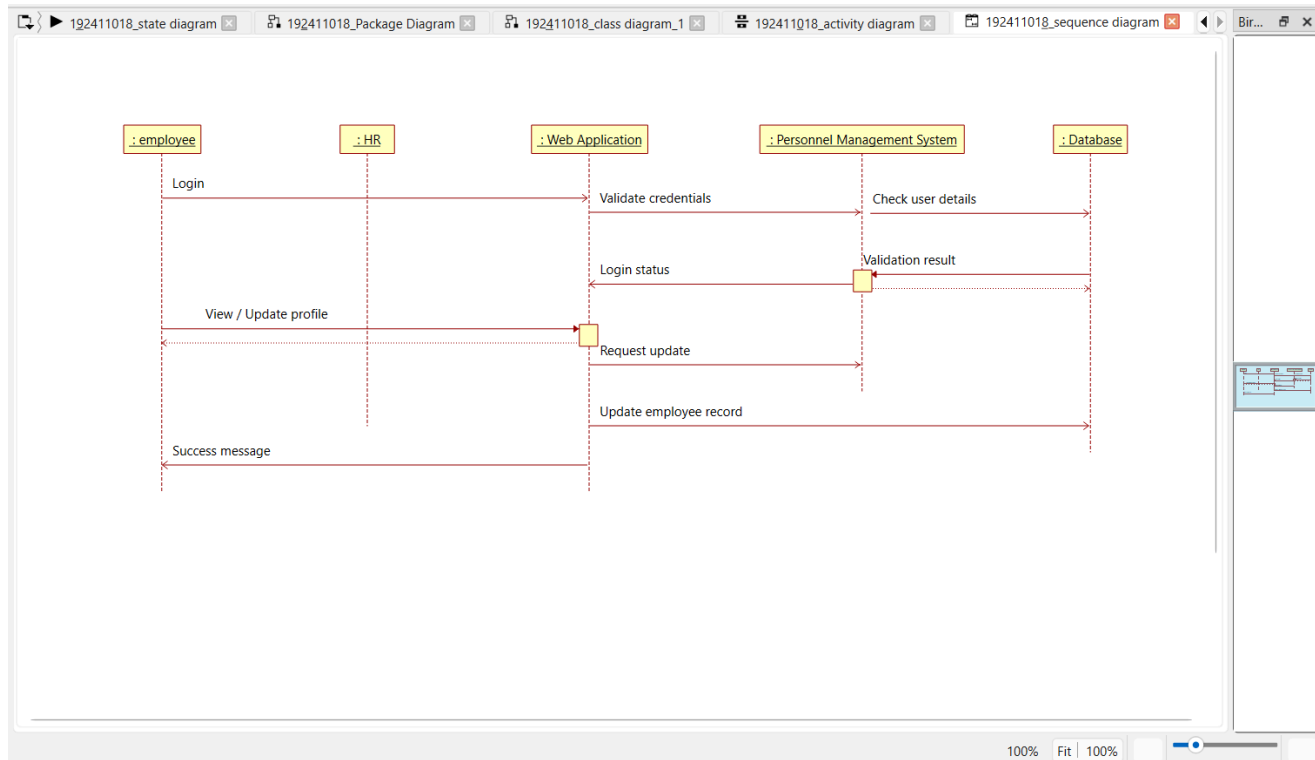 192411018_state diagram
192411018_Package Diagram
192411018_class diagram_1
192411018_activity diagram
192411018_sequence diagram
Bir...
: employee
: HR
: Web Application
: Personnel Management System
: Database
Login
Validate credentials
Check user details
Validation result
Login status
View / Update profile
Request update
Update employee record
Success message
100%
Fit
100%